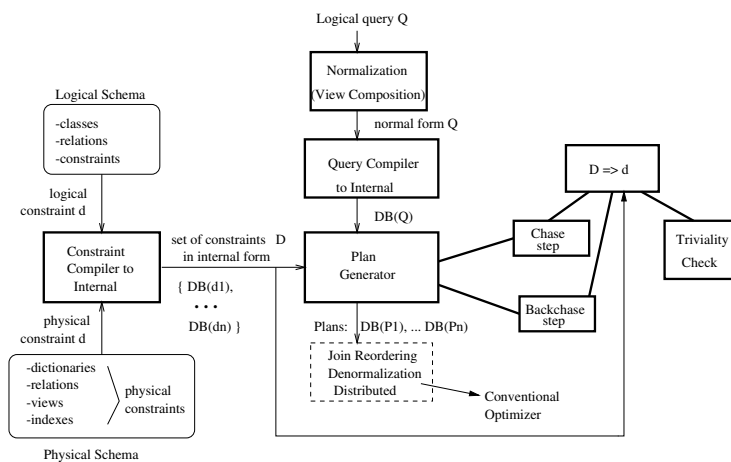 Logical query Q
Normalization
(View Composition)
normal form Q
Query Compiler
to Internal
DB(Q)
Logical Schema
-classes
-relations
-constraints
logical
constraint d
Constraint
Compiler to
Internal
physical
constraint d
-dictionaries
-relations
-views
-indexes
physical
constraints
Physical Schema
set of constraints D
in internal form
{ DB(d1),
• • •
DB(dn) }
Plan
Generator
Plans: DB(P1), ... DB(Pn)
Join Reordering
Denormalization
Distributed
Conventional
Optimizer
D => d
Chase
step
Backchase
step
Triviality
Check